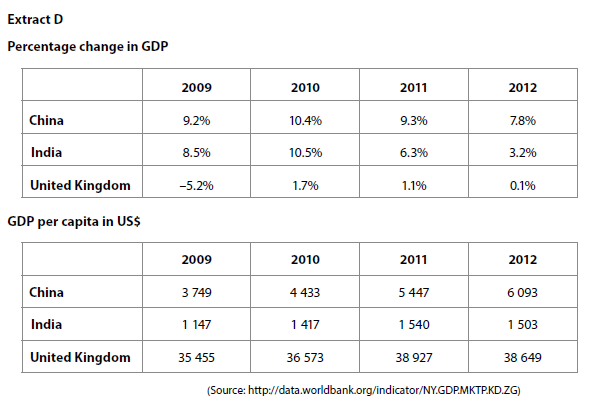 Extract D
Percentage change in GDP
2009 2010 2011 2012
China 9.2% 10.4% 9.3% 7.8%
India 8.5% 10.5% 6.3% 3.2%
United Kingdom –5.2% 1.7% 1.1% 0.1%
GDP per capita in US$
2009 2010 2011 2012
China 3 749 4 433 5 447 6 093
India 1 147 1 417 1 540 1 503
United Kingdom 35 455 36 573 38 927 38 649
(Source: http://data.worldbank.org/indicator/NY.GDP.MKTP.KD.ZG)